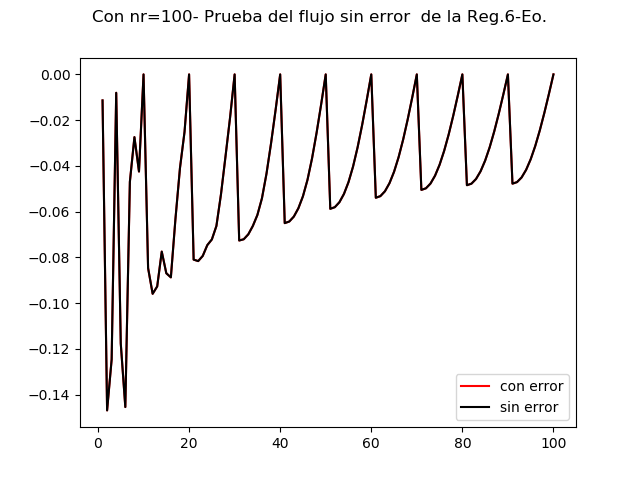 Con nr=100- Prueba del flujo sin error  de la Reg.6-Eo.
0.00
−0.02
−0.04
−0.06
−0.08
−0.10
−0.12
−0.14
con error
sin error
0 20 40 60 80 100